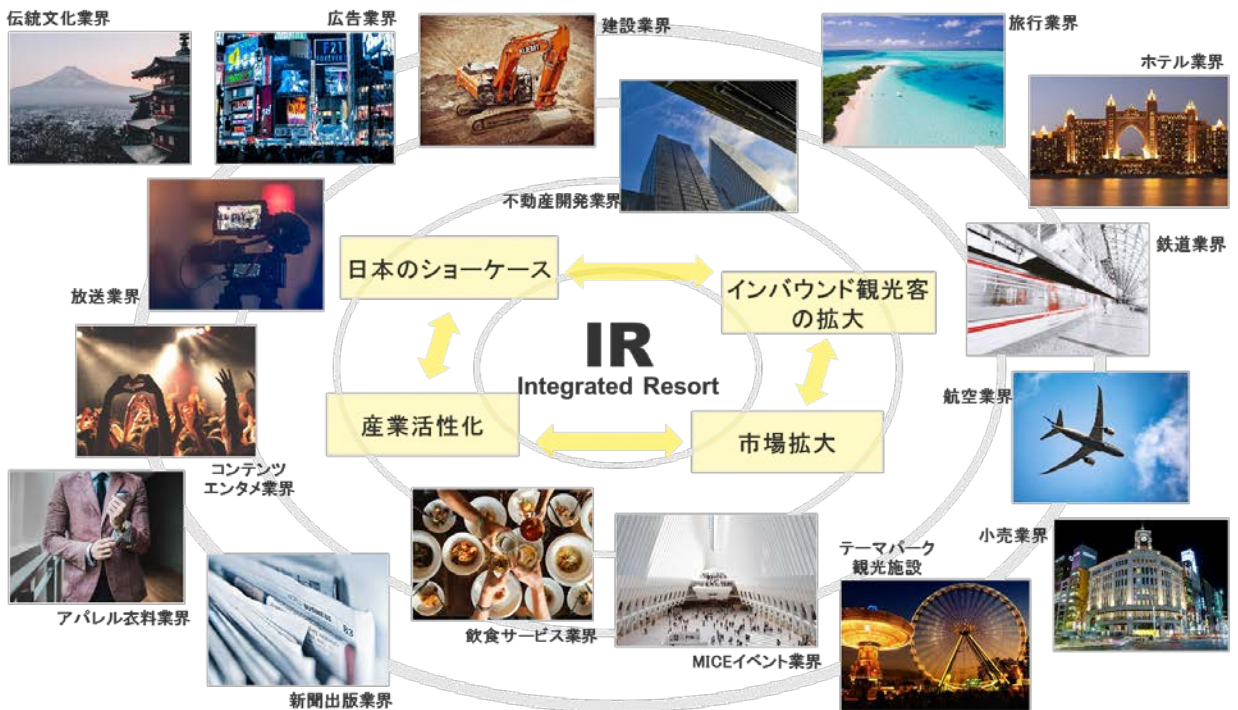 伝統文化業界
広告業界
建設業界
旅行業界
ホテル業界
F21
FOREVER
不動産開発業界
鉄道業界
放送業界
日本のショーケース
インバウンド観光客
の拡大
IR
Integrated Resort
航空業界
産業活性化
市場拡大
コンテンツ
エンタメ業界
小売業界
テーマパーク
観光施設
アパレル衣料業界
飲食サービス業界
MICEイベント業界
新聞出版業界